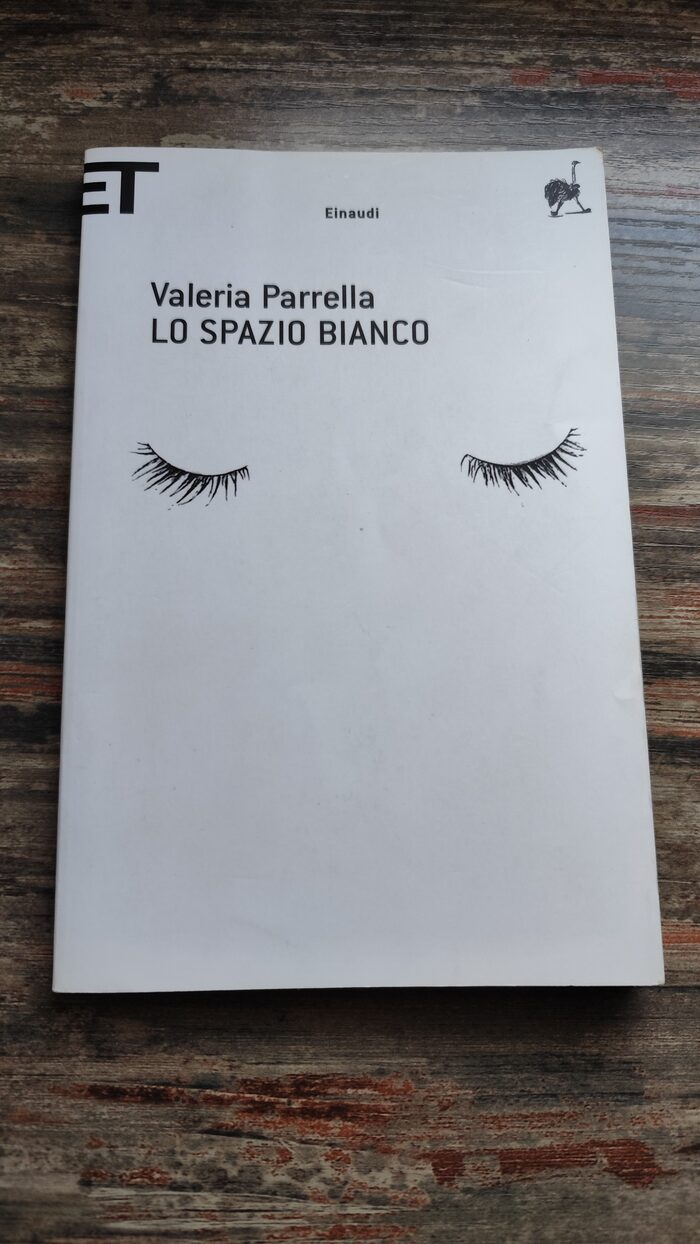 ET
Einaudi
Valeria Parrella
LO SPAZIO BIANCO